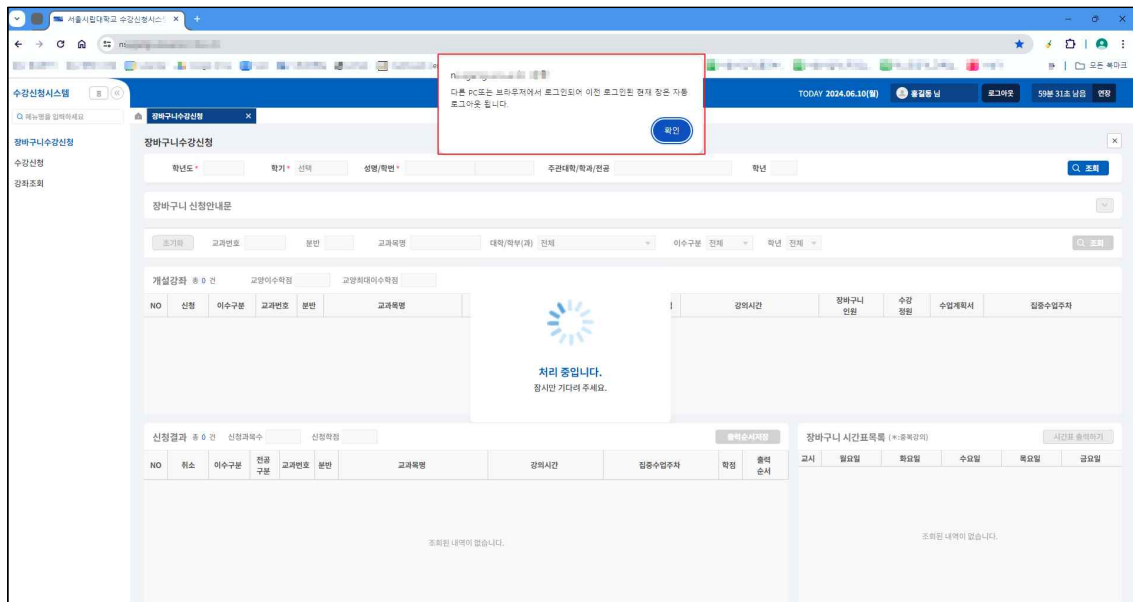 서울시립대학교 수강신청시스
모든 북마크
다른 PC또는 브라우저에서 로그인되어 이전 로그인된 현재 창은 자동
로그아웃 됩니다.
확인
수강신청시스템
TODAY 2024.06.10(월) 홍길동 님 로그아웃 59분 31초 남음 연장
메뉴명을 입력하세요
장바구니수강신청 ×
장바구니수강신청
수강신청
강좌조회
장바구니수강신청
학년도* 학기* 선택 성명/학번* 주관대학/학과/전공 학년 조회
장바구니 신청안내문
초기화 교과번호 분반 교과목명 대학/학부(과) 전체 이수구분 전체 학년 전체 조회
개설강좌 총 0 건 교양이수학점 교양최대이수학점
NO 신청 이수구분 교과번호 분반 교과목명 강의시간 장바구니 인원 수강 정원 수업계획서 집중수업주차
처리 중입니다.
잠시만 기다려 주세요.
신청결과 총 0 건 신청과목수 신청학점 출력순서저장
NO 취소 이수구분 전공 구분 교과번호 분반 교과목명 강의시간 집중수업주차 학점 출력 순서
조회된 내역이 없습니다.
장바구니 시간표목록 (*:중복강의) 시간표 출력하기
교시 월요일 화요일 수요일 목요일 금요일
조회된 내역이 없습니다.